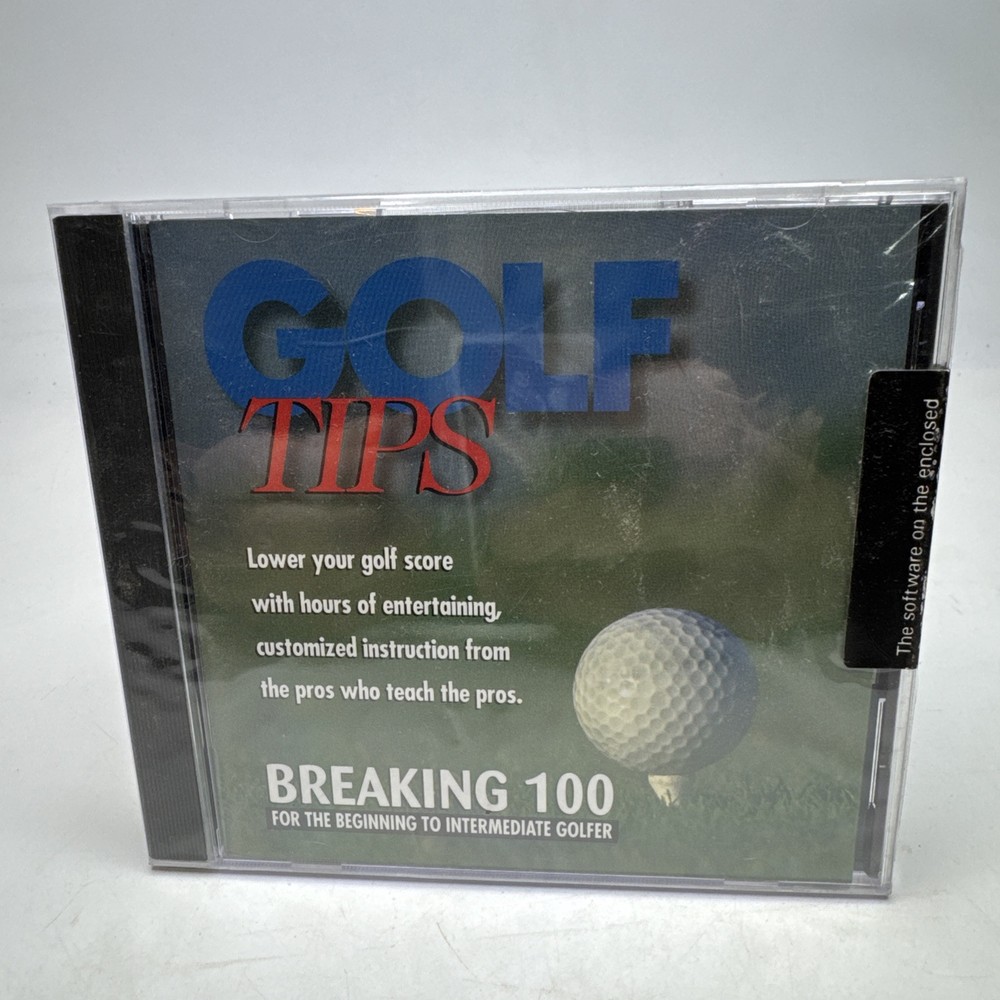 GOLF
TIPS
Lower your golf score
with hours of entertaining,
customized instruction from
the pros who teach the pros.
BREAKING 100
FOR THE BEGINNING TO INTERMEDIATE GOLFER
The software on the enclosed